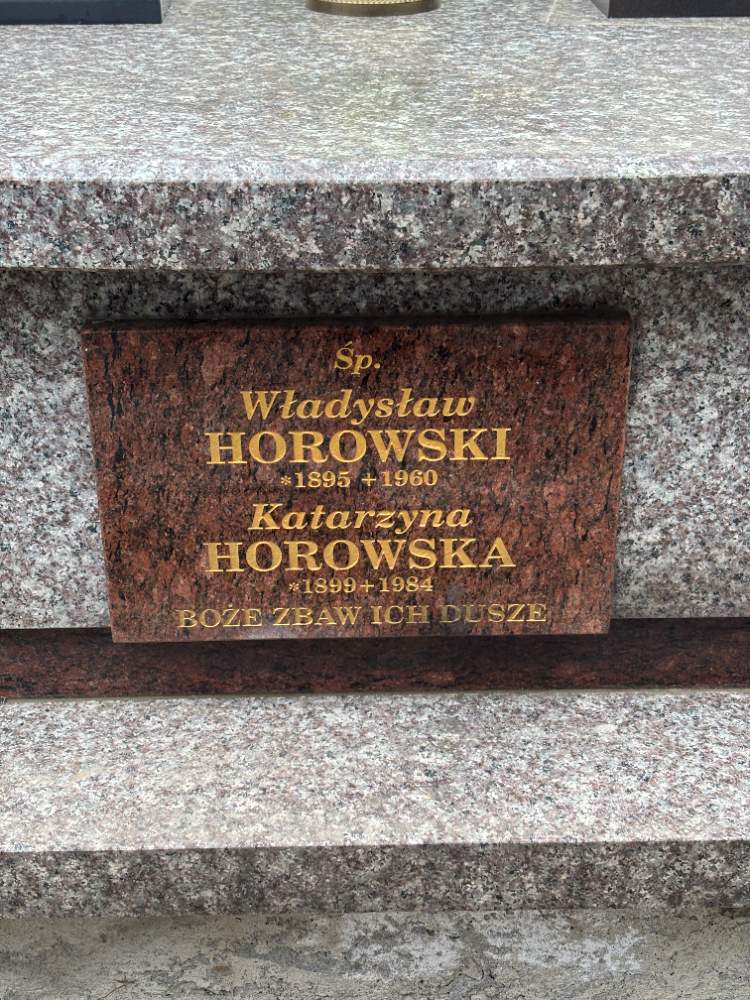 Śp.
Władysław
HOROWSKI
*1895 +1960
Katarzyna
HOROWSKA
*1899+1984
BOŻE ZBAW ICH DUSZE